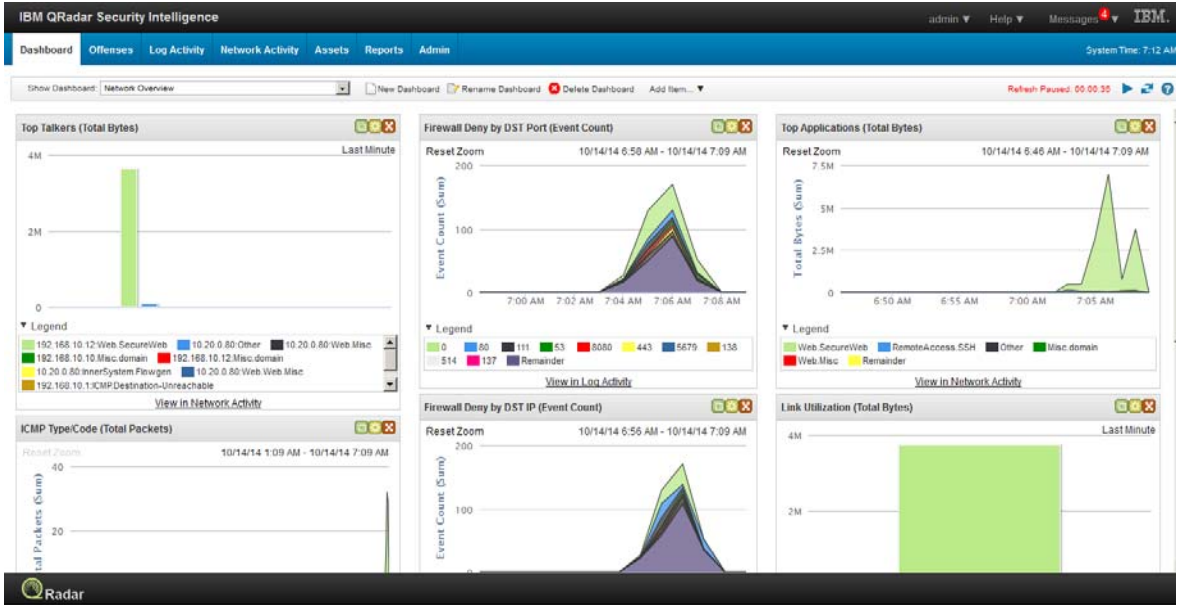 IBM QRadar Security Intelligence
admin ▼ Help ▼ Messages 4 ▼ IBM.
Dashboard Offenses Log Activity Network Activity Assets Reports Admin
System Time: 7:12 AM
Show Dashboard: Network Overview
New Dashboard Rename Dashboard Delete Dashboard Add Item... ▼
Refresh Paused: 00:00:36
Top Talkers (Total Bytes)
Last Minute
4M
2M
0
▼ Legend
192.168.10.12:Web.SecureWeb 10.20.0.80:Other 10.20.0.80:Web.Misc
192.168.10.10:Misc.domain 192.168.10.12:Misc.domain
10.20.0.80:InnerSystem.Flowgen 10.20.0.80:Web.Web.Misc
192.168.10.1:ICMP.Destination-Unreachable
View in Network Activity
Firewall Deny by DST Port (Event Count)
Reset Zoom 10/14/14 6:58 AM - 10/14/14 7:09 AM
200
Event Count (Sum)
100
0
7:00 AM 7:02 AM 7:04 AM 7:06 AM 7:08 AM
▼ Legend
0 80 111 53 8080 443 5679 138
514 137 Remainder
View in Log Activity
Top Applications (Total Bytes)
Reset Zoom 10/14/14 6:46 AM - 10/14/14 7:09 AM
7.5M
Total Bytes (Sum)
5M
2.5M
0
6:50 AM 6:55 AM 7:00 AM 7:05 AM
▼ Legend
Web.SecureWeb RemoteAccess.SSH Other Misc.domain
Web.Misc Remainder
View in Network Activity
ICMP Type/Code (Total Packets)
Reset Zoom 10/14/14 1:09 AM - 10/14/14 7:09 AM
40
tal Packets (Sum)
20
Firewall Deny by DST IP (Event Count)
Reset Zoom 10/14/14 6:56 AM - 10/14/14 7:09 AM
200
Event Count (Sum)
100
0
Link Utilization (Total Bytes)
Last Minute
4M
2M
QRadar